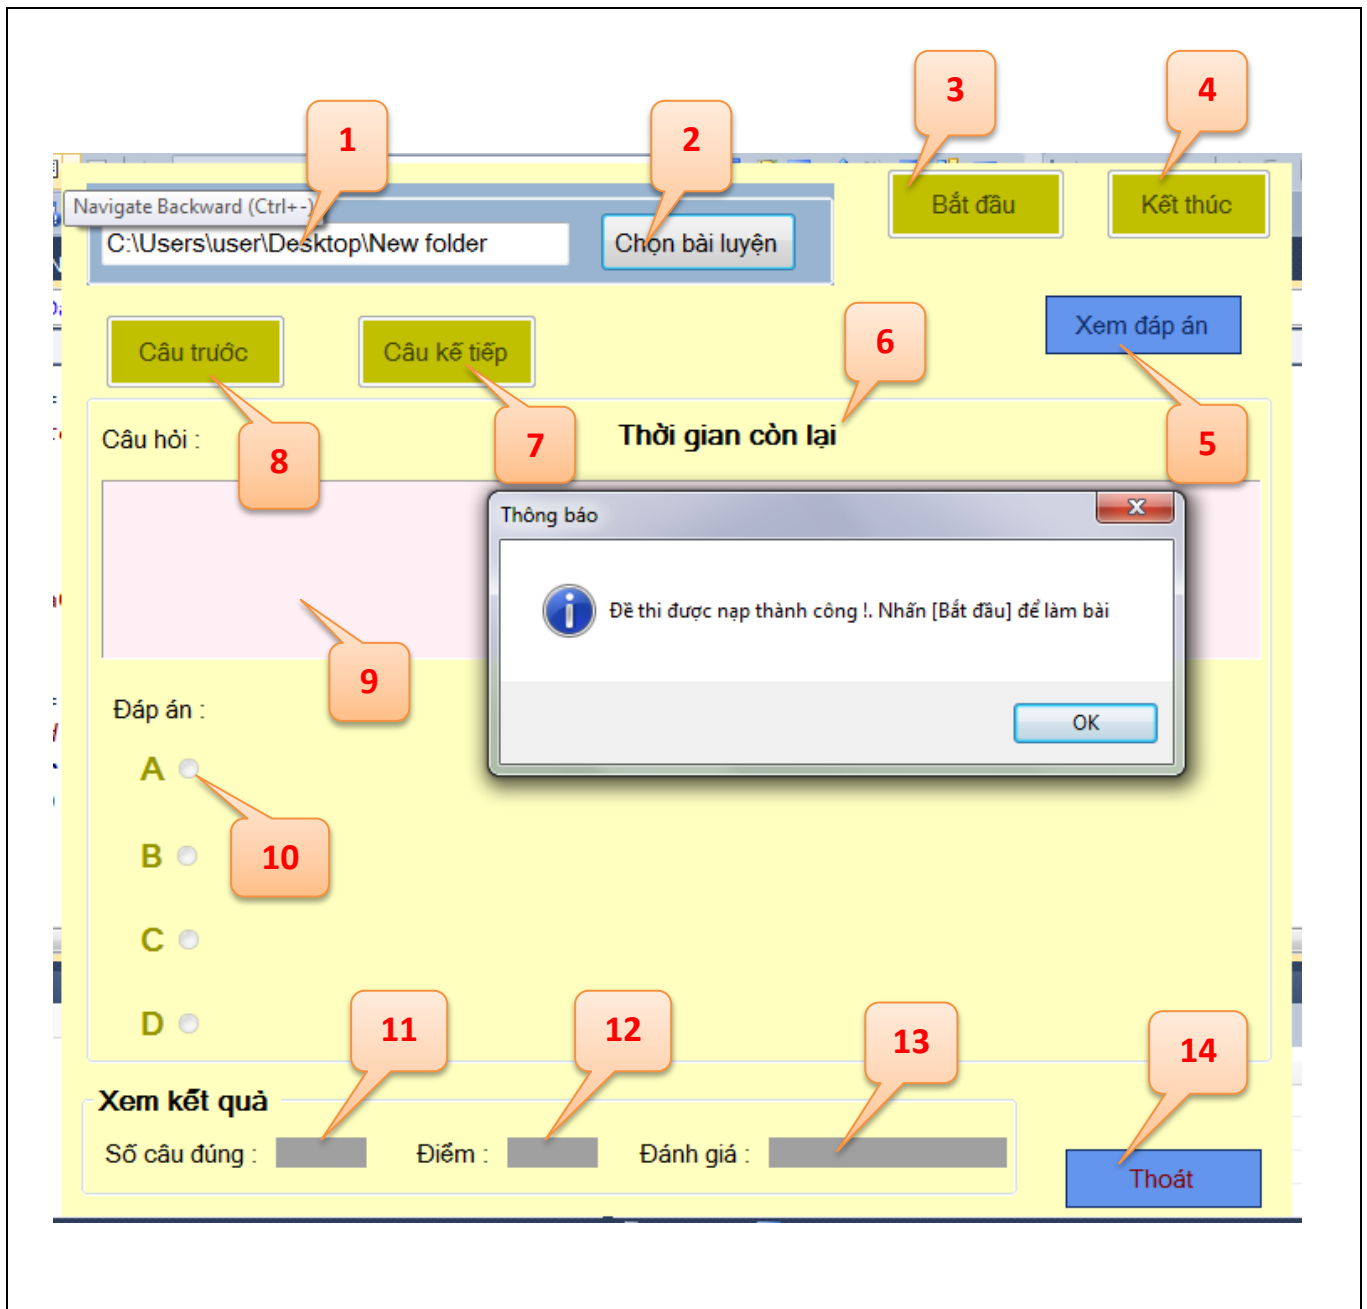 3
4
1
2
Navigate Backward (Ctrl+-)
Bắt đầu
Kết thúc
C:\Users\user\Desktop\New folder
Chọn bài luyện
6
Xem đáp án
Câu trước
Câu kế tiếp
Câu hỏi :
8
7
Thời gian còn lại
5
Thông báo
Đề thi được nạp thành công !. Nhấn [Bắt đầu] để làm bài
9
Đáp án :
OK
A
B
10
C
D
11
12
13
14
Xem kết quả
Số câu đúng :
Điểm :
Đánh giá :
Thoát